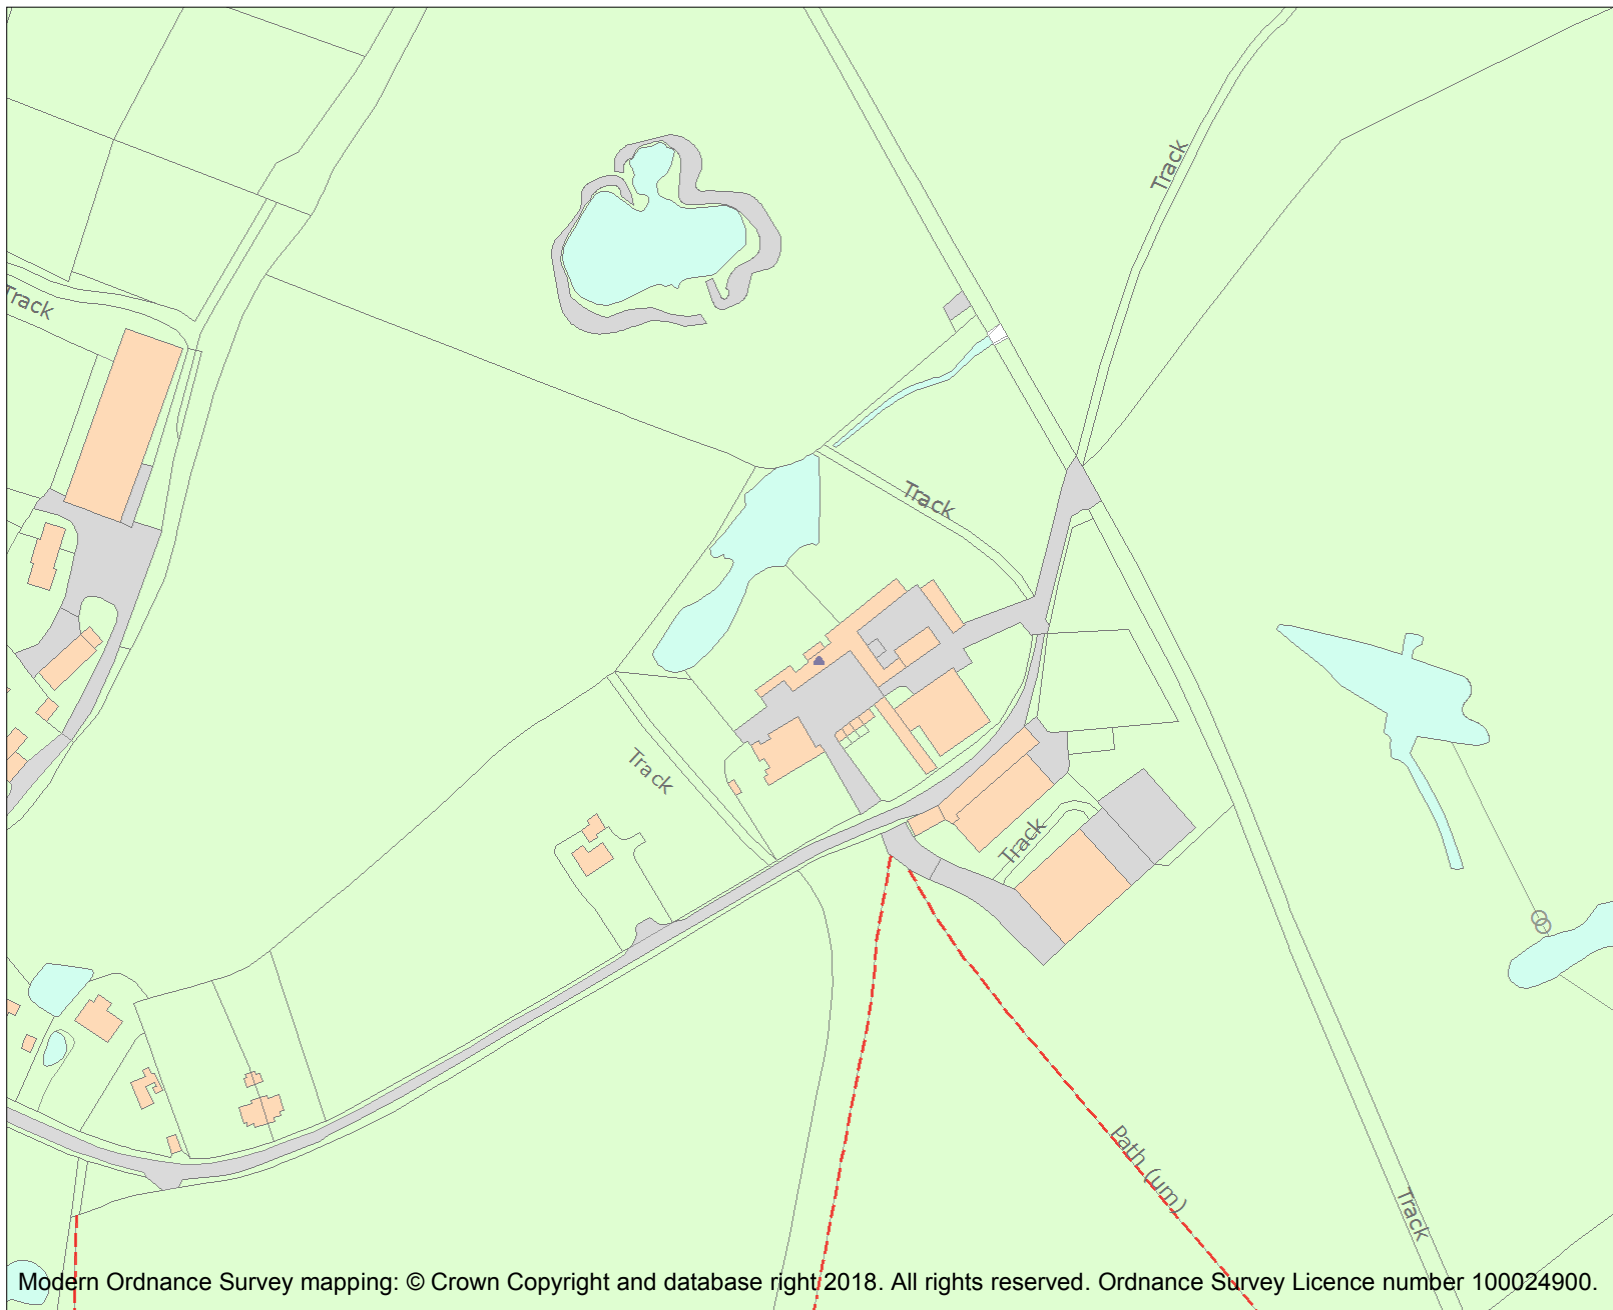 Track
Track
Track
Track
Track
Path (um)
Track
Modern Ordnance Survey mapping: © Crown Copyright and database right 2018. All rights reserved. Ordnance Survey Licence number 100024900.